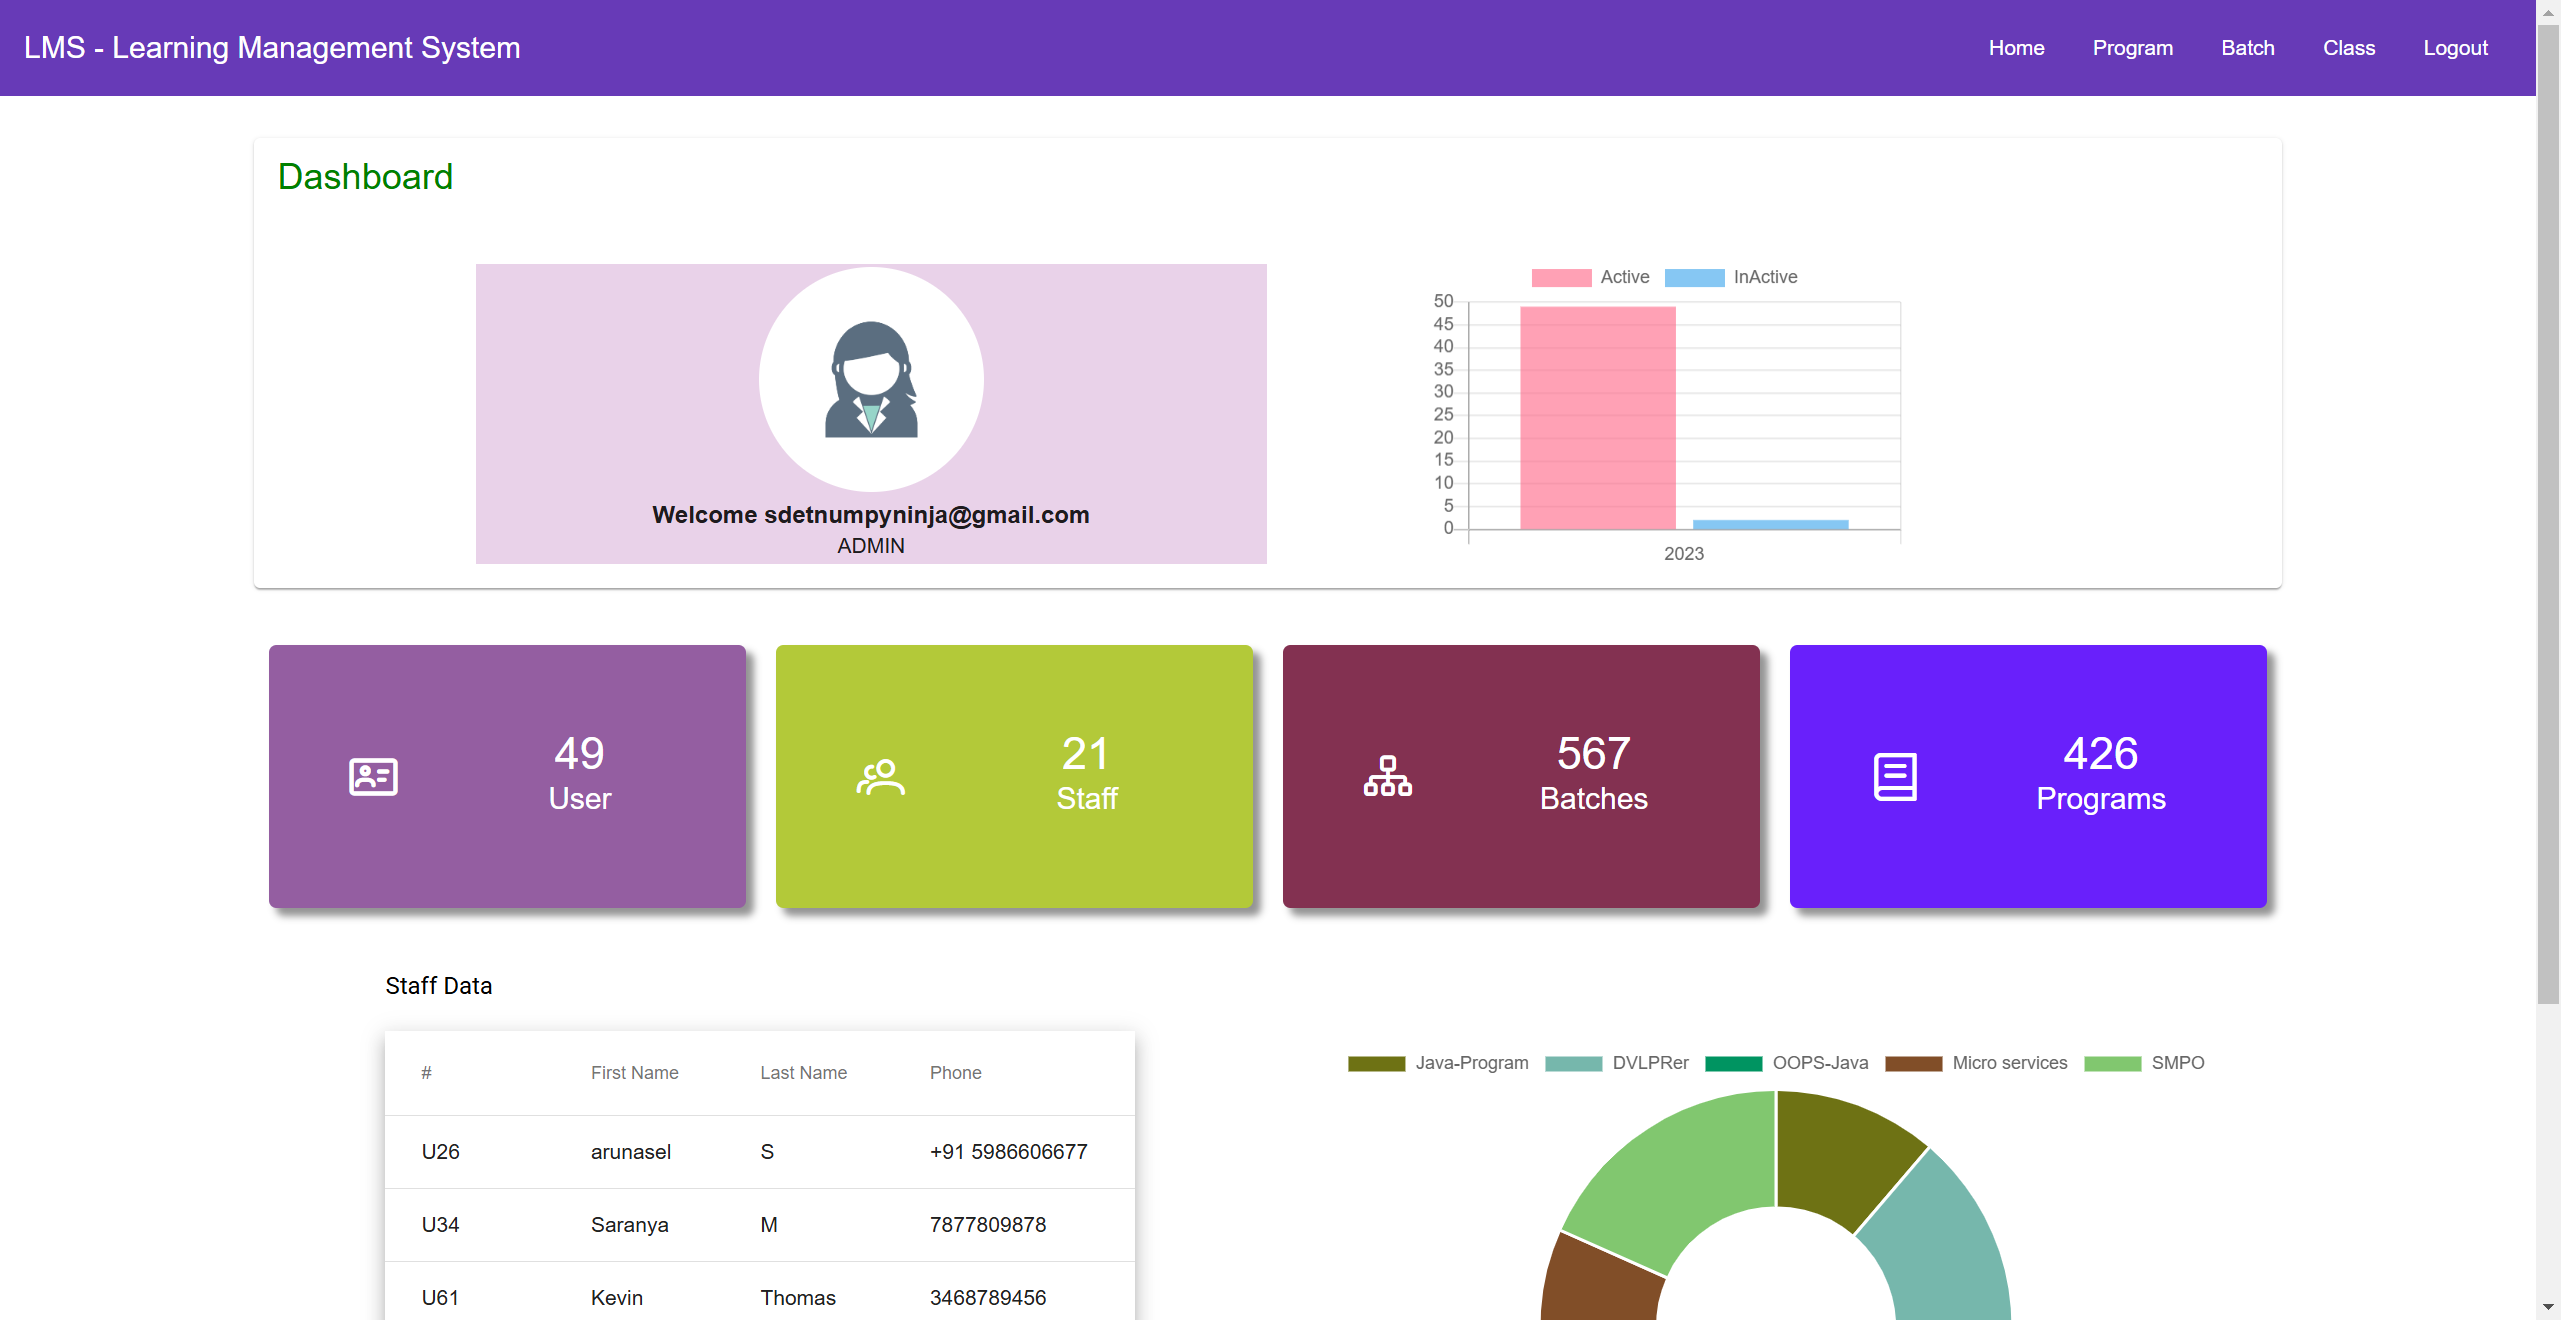 LMS - Learning Management System
Home Program Batch Class Logout
Dashboard
Welcome sdetnumpyninja@gmail.com
ADMIN
Active InActive
50
45
40
35
30
25
20
15
10
5
0
2023
49
User
21
Staff
567
Batches
426
Programs
Staff Data
# First Name Last Name Phone
U26 arunasel S +91 5986606677
U34 Saranya M 7877809878
U61 Kevin Thomas 3468789456
Java-Program DVLPRer OOPS-Java Micro services SMPO